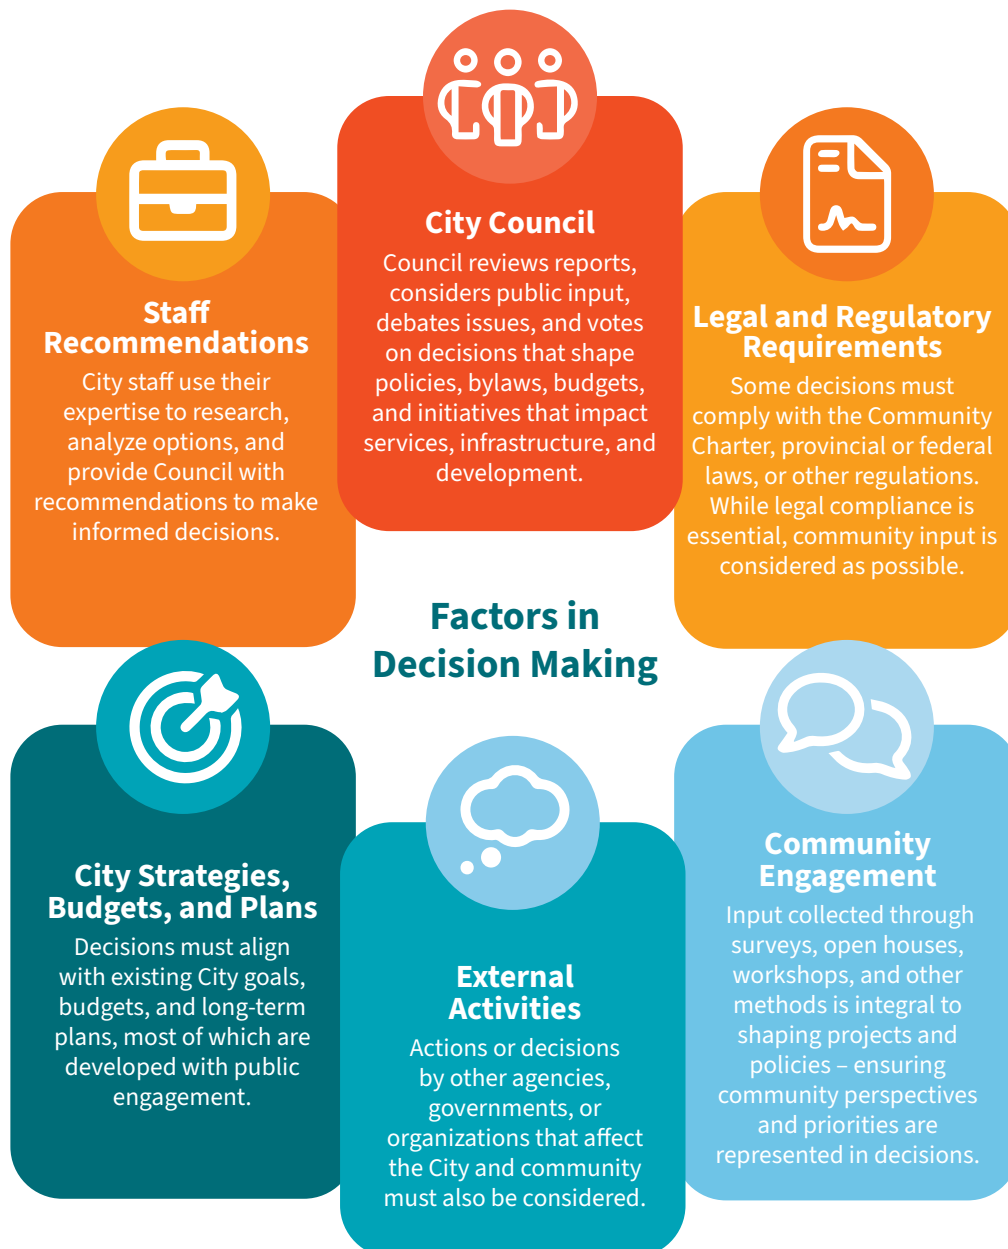 City Council
Council reviews reports,
considers public input,
debates issues, and votes
on decisions that shape
policies, bylaws, budgets,
and initiatives that impact
services, infrastructure, and
development.
Staff
Recommendations
City staff use their
expertise to research,
analyze options, and
provide Council with
recommendations to make
informed decisions.
Legal and Regulatory
Requirements
Some decisions must
comply with the Community
Charter, provincial or federal
laws, or other regulations.
While legal compliance is
essential, community input is
considered as possible.
Factors in
Decision Making
City Strategies,
Budgets, and Plans
Decisions must align
with existing City goals,
budgets, and long-term
plans, most of which are
developed with public
engagement.
External
Activities
Actions or decisions
by other agencies,
governments, or
organizations that affect
the City and community
must also be considered.
Community
Engagement
Input collected through
surveys, open houses,
workshops, and other
methods is integral to
shaping projects and
policies – ensuring
community perspectives
and priorities are
represented in decisions.